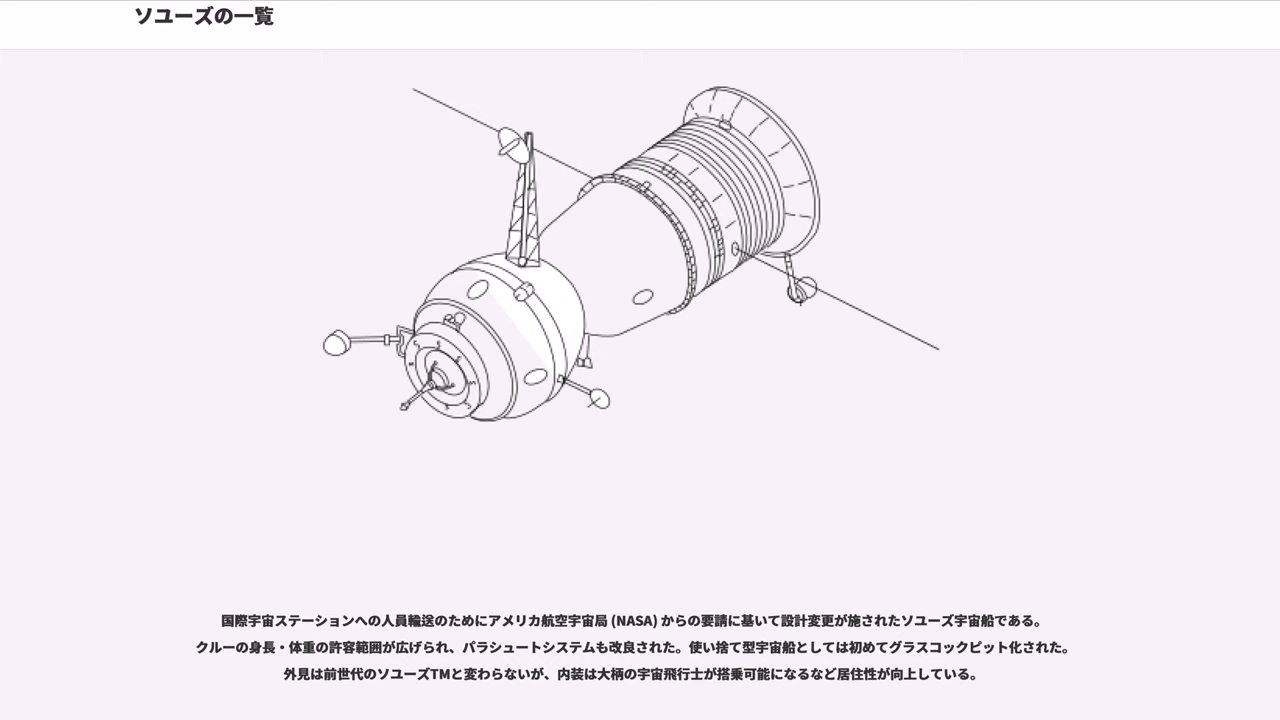 ソユーズの一覧
国際宇宙ステーションへの人員輸送のためにアメリカ航空宇宙局 (NASA) からの要請に基いて設計変更が施されたソユーズ宇宙船である。
クルーの身長・体重の許容範囲が広げられ、パラシュートシステムも改良された。使い捨て型宇宙船としては初めてグラスコックピット化された。
外見は前世代のソユーズTMと変わらないが、内装は大柄の宇宙飛行士が搭乗可能になるなど居住性が向上している。